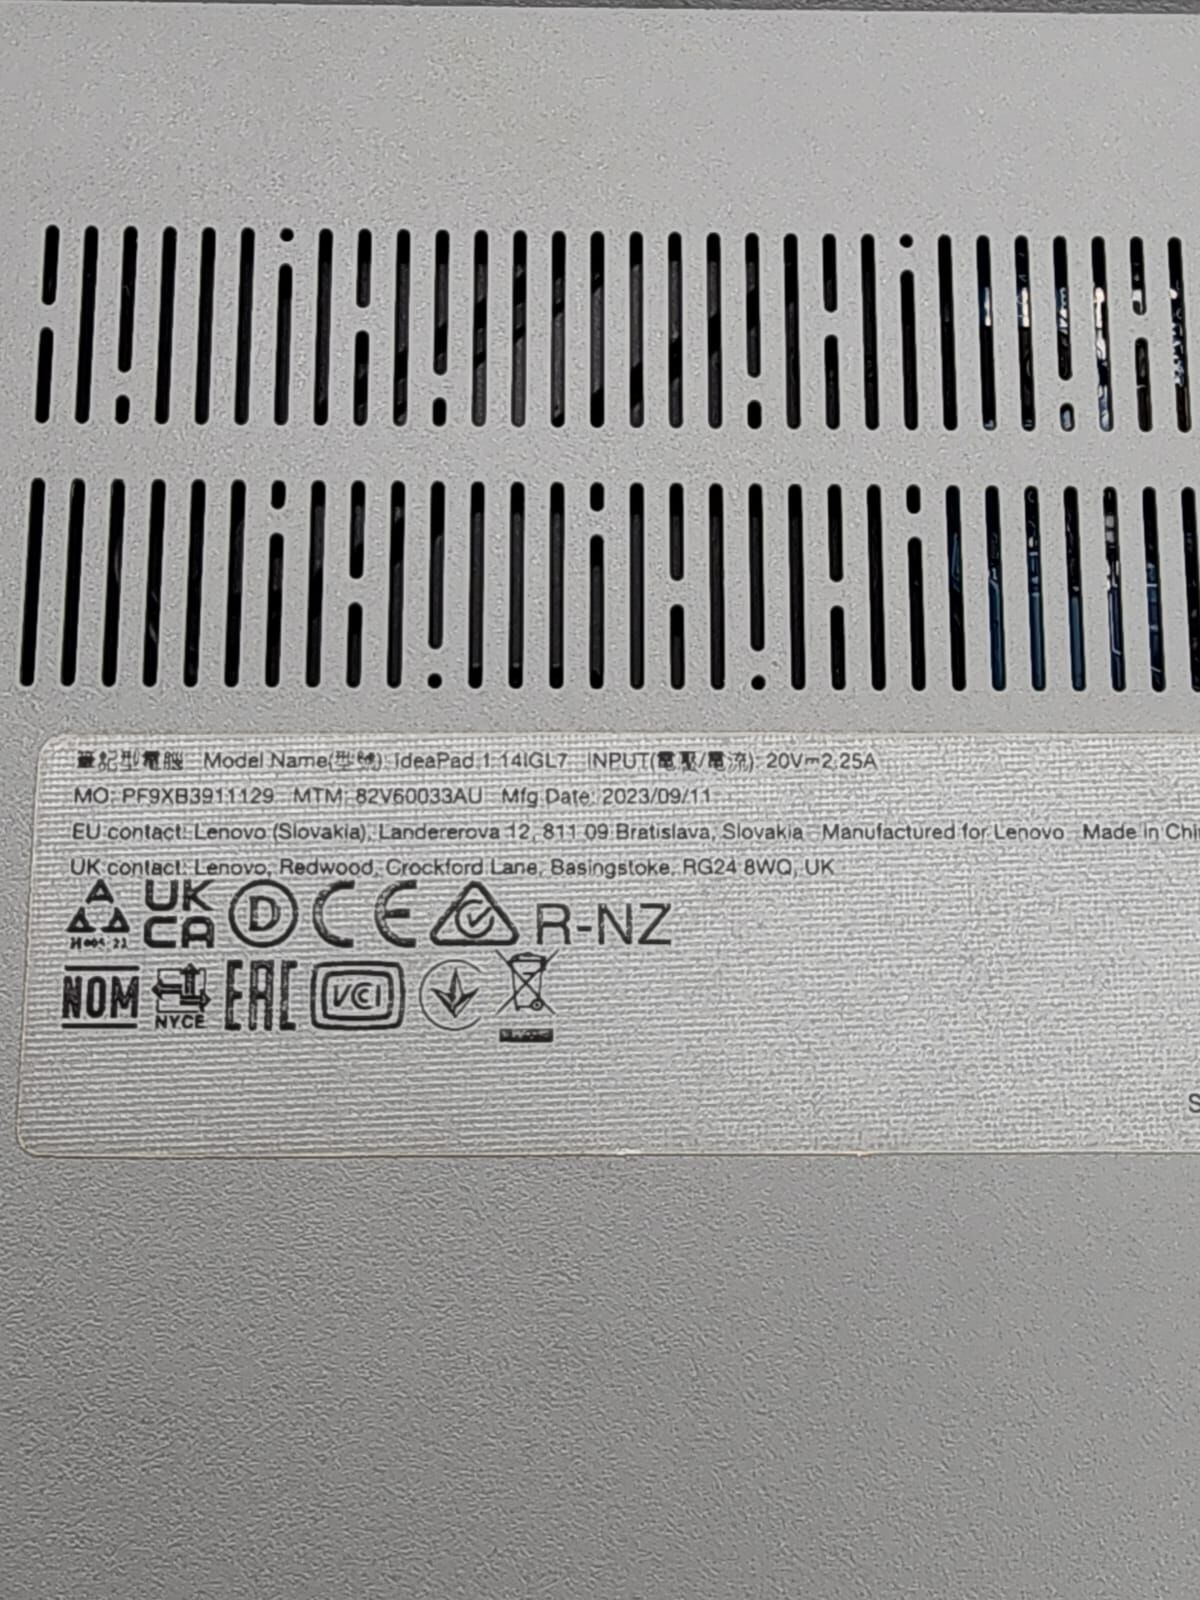 筆記型電腦 Model Name(型號): IdeaPad 1 14IGL7 INPUT(電壓/電流): 20V⎓2.25A
MO: PF9XB3911129 MTM: 82V60033AU Mfg Date: 2023/09/11
EU contact: Lenovo (Slovakia), Landererova 12, 811 09 Bratislava, Slovakia Manufactured for Lenovo Made in Chi
UK contact: Lenovo, Redwood, Crockford Lane, Basingstoke, RG24 8WQ, UK
UK CA D CE R-NZ
NOM NYCE EAC VCCI